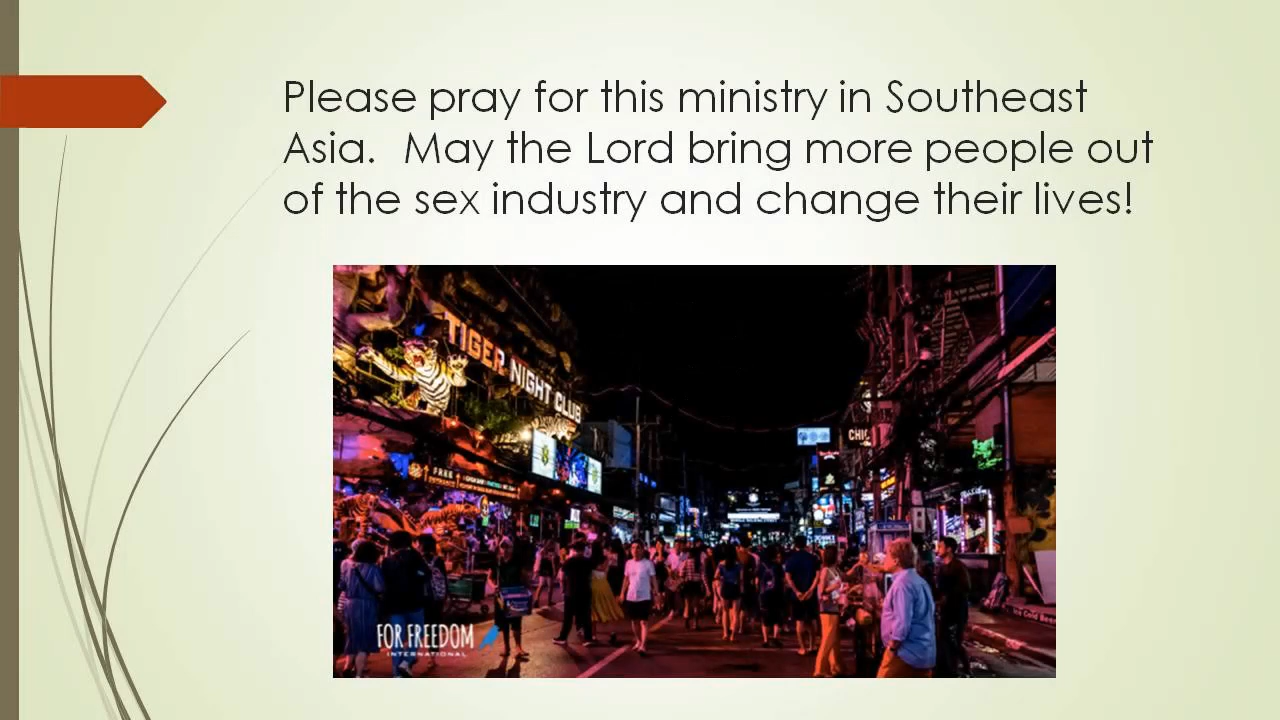 Please pray for this ministry in Southeast
Asia. May the Lord bring more people out
of the sex industry and change their lives!
TIGER NIGHT CLUB
FREE
CHIC
FOR FREEDOM
INTERNATIONAL